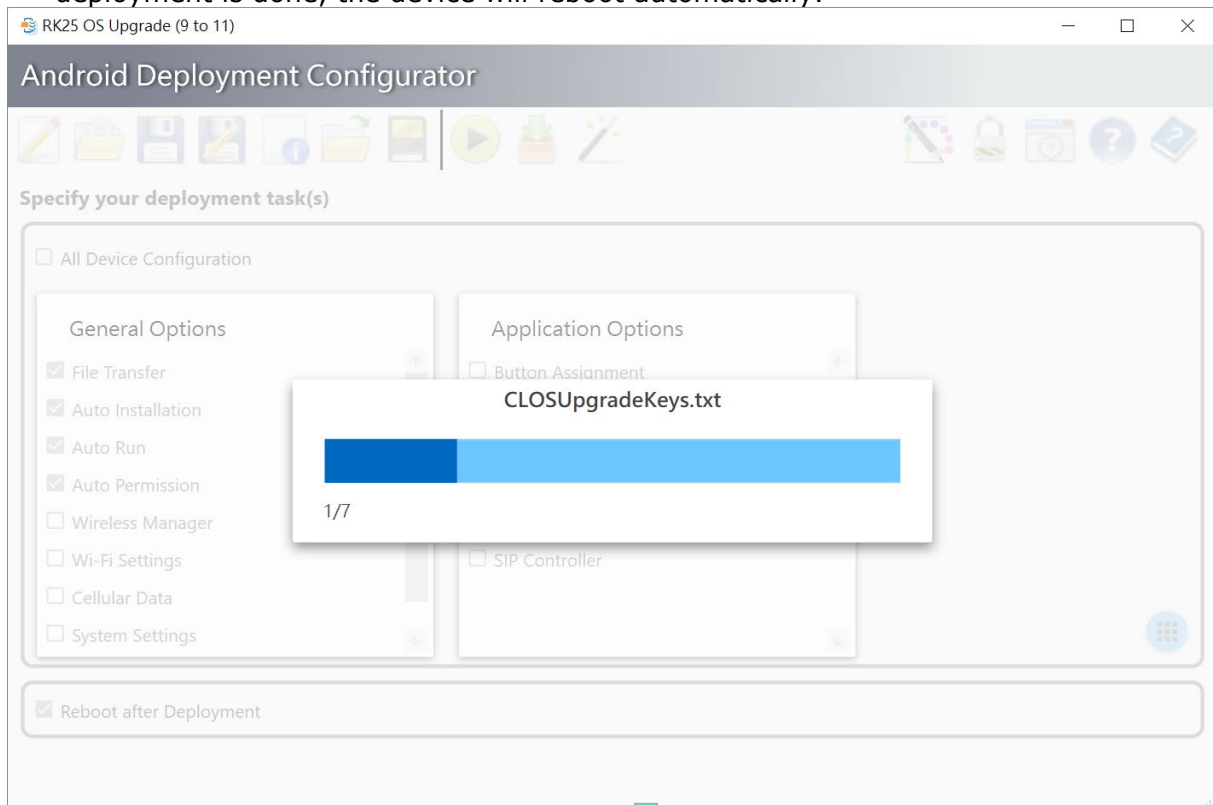 deployment is done, the device will reboot automatically.
RK25 OS Upgrade (9 to 11)
Android Deployment Configurator
Specify your deployment task(s)
All Device Configuration
General Options
Application Options
File Transfer
Button Assignment
Auto Installation
CLOSUpgradeKeys.txt
Auto Run
Auto Permission
1/7
Wireless Manager
Wi-Fi Settings
SIP Controller
Cellular Data
System Settings
Reboot after Deployment